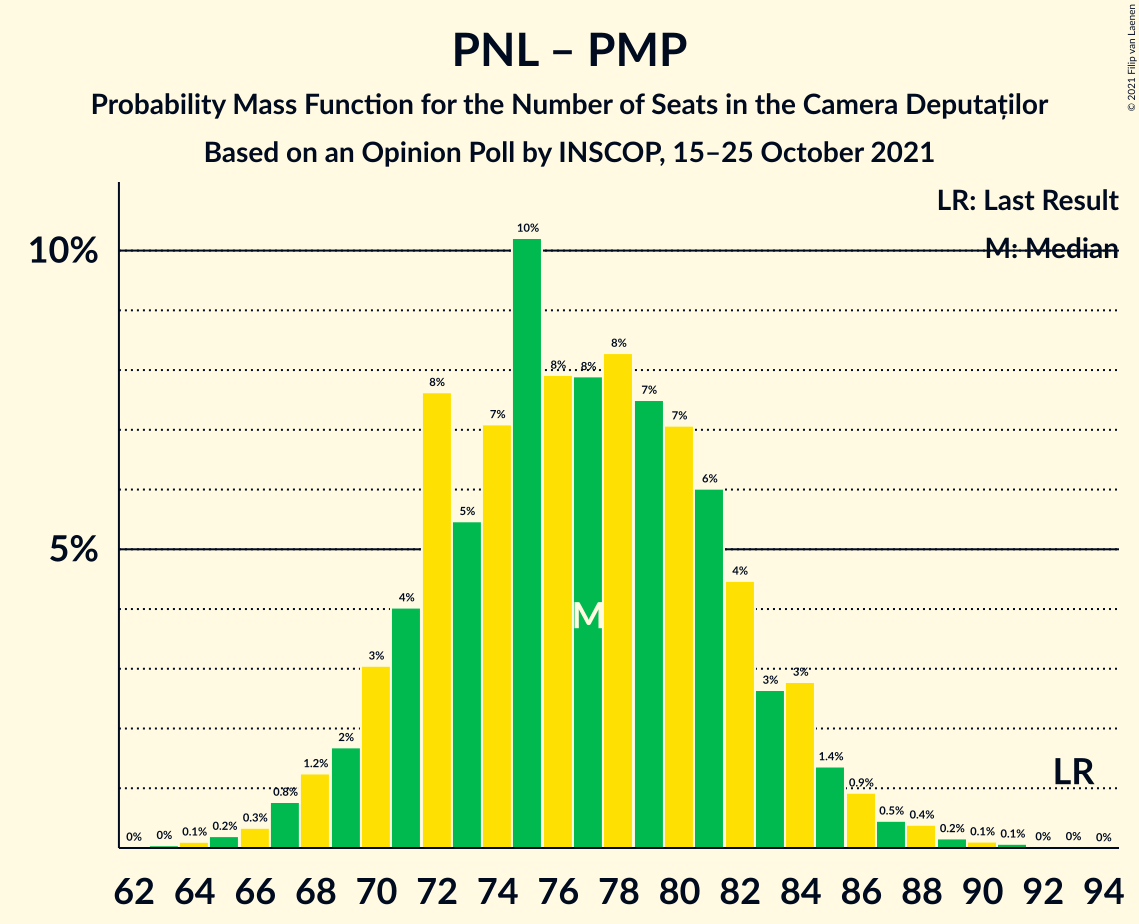 PNL – PMP
Probability Mass Function for the Number of Seats in the Camera Deputaților
Based on an Opinion Poll by INSCOP, 15–25 October 2021
© 2021 Filip van Laenen
LR: Last Result
M: Median
10%
5%
0% 0% 0.1% 0.2% 0.3% 0.8% 1.2% 2% 3% 4% 8% 5% 7% 10% 8% 8% 8% 7% 7% 6% 4% 3% 3% 1.4% 0.9% 0.5% 0.4% 0.2% 0.1% 0.1% 0% 0% 0%
M
LR
62 64 66 68 70 72 74 76 78 80 82 84 86 88 90 92 94